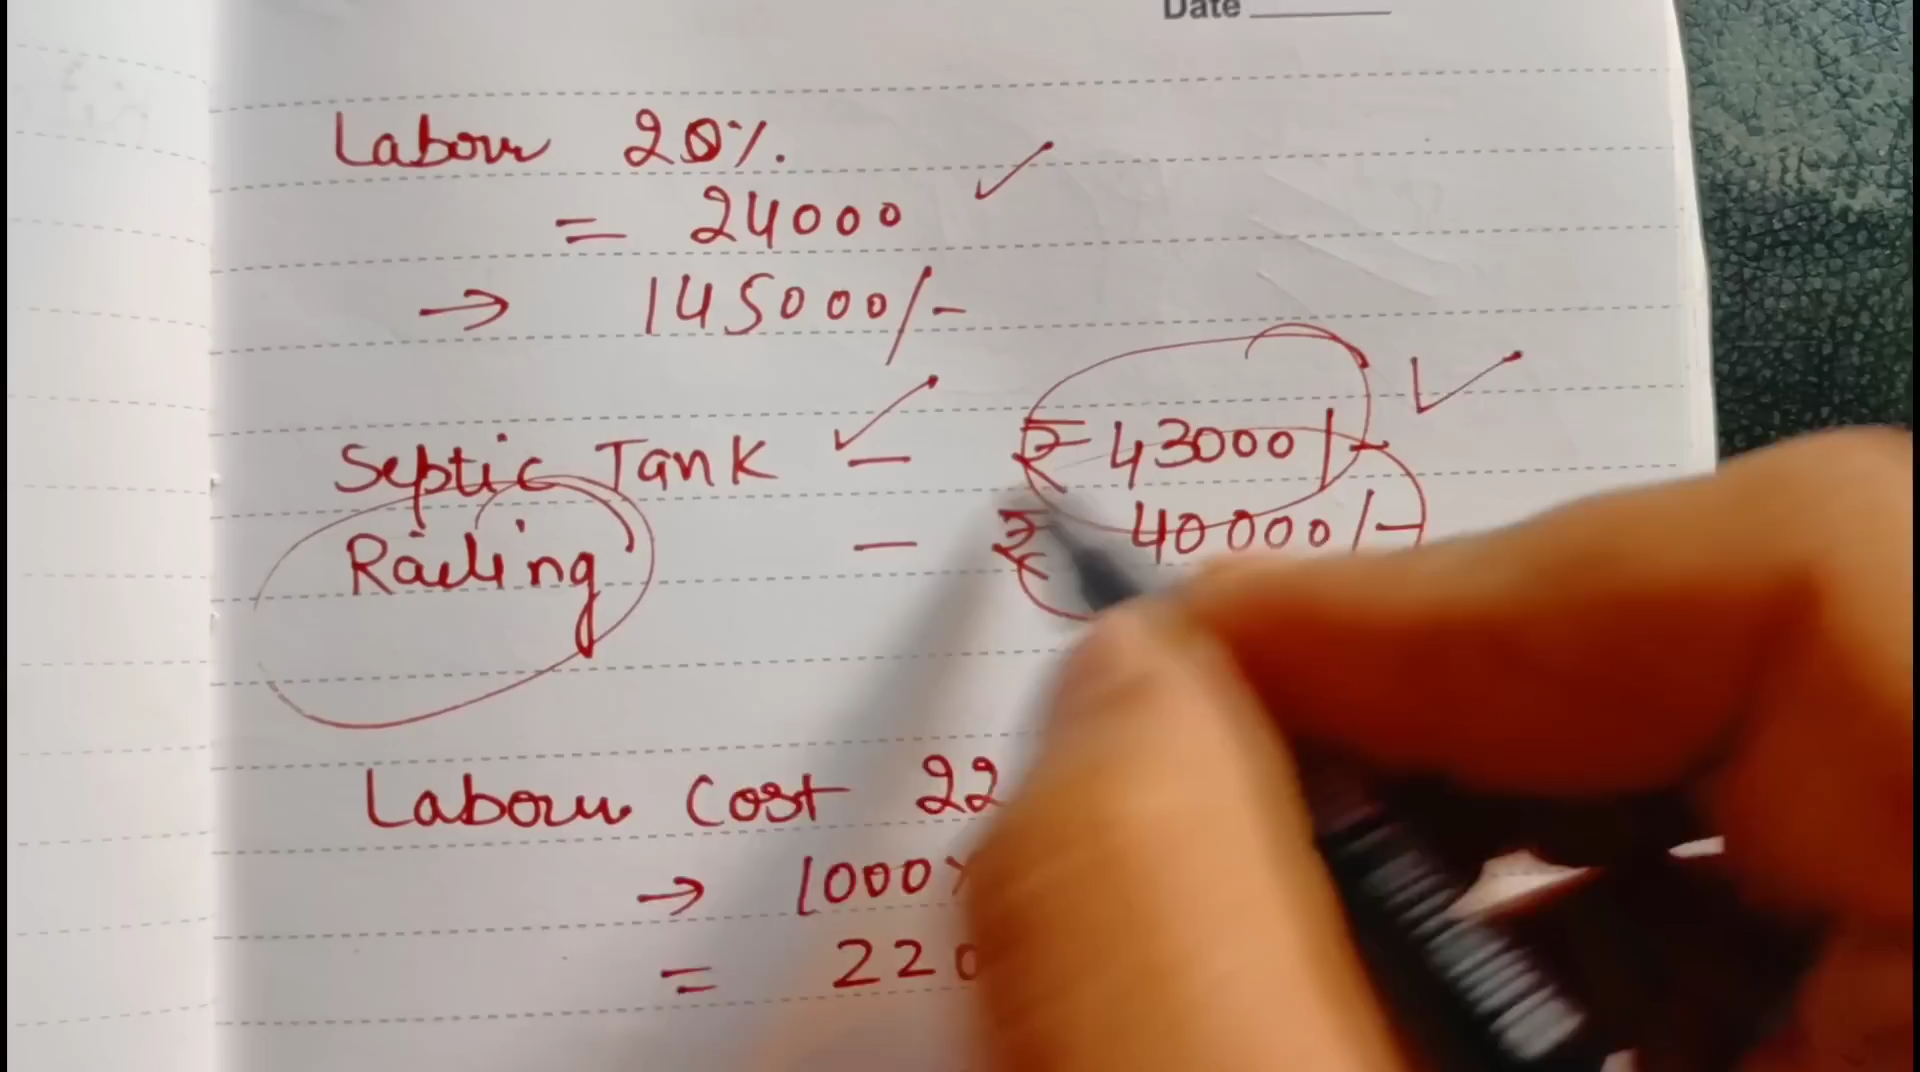 Date
Labour 20%.
= 24000
→ 145000/-
Septic Tank - ₹ 43000/-
Railing - ₹ 40000/-
Labour Cost 22
→ 1000×
= 220